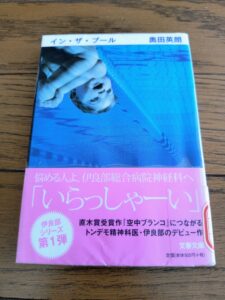 イン・ザ・プール 奥田英朗
悩める人よ、伊良部総合病院神経科へ
「いらっしゃーい」
伊良部
シリーズ
第1弾
直木賞受賞作『空中ブランコ』につながる
トンデモ精神科医・伊良部のデビュー作
文春文庫